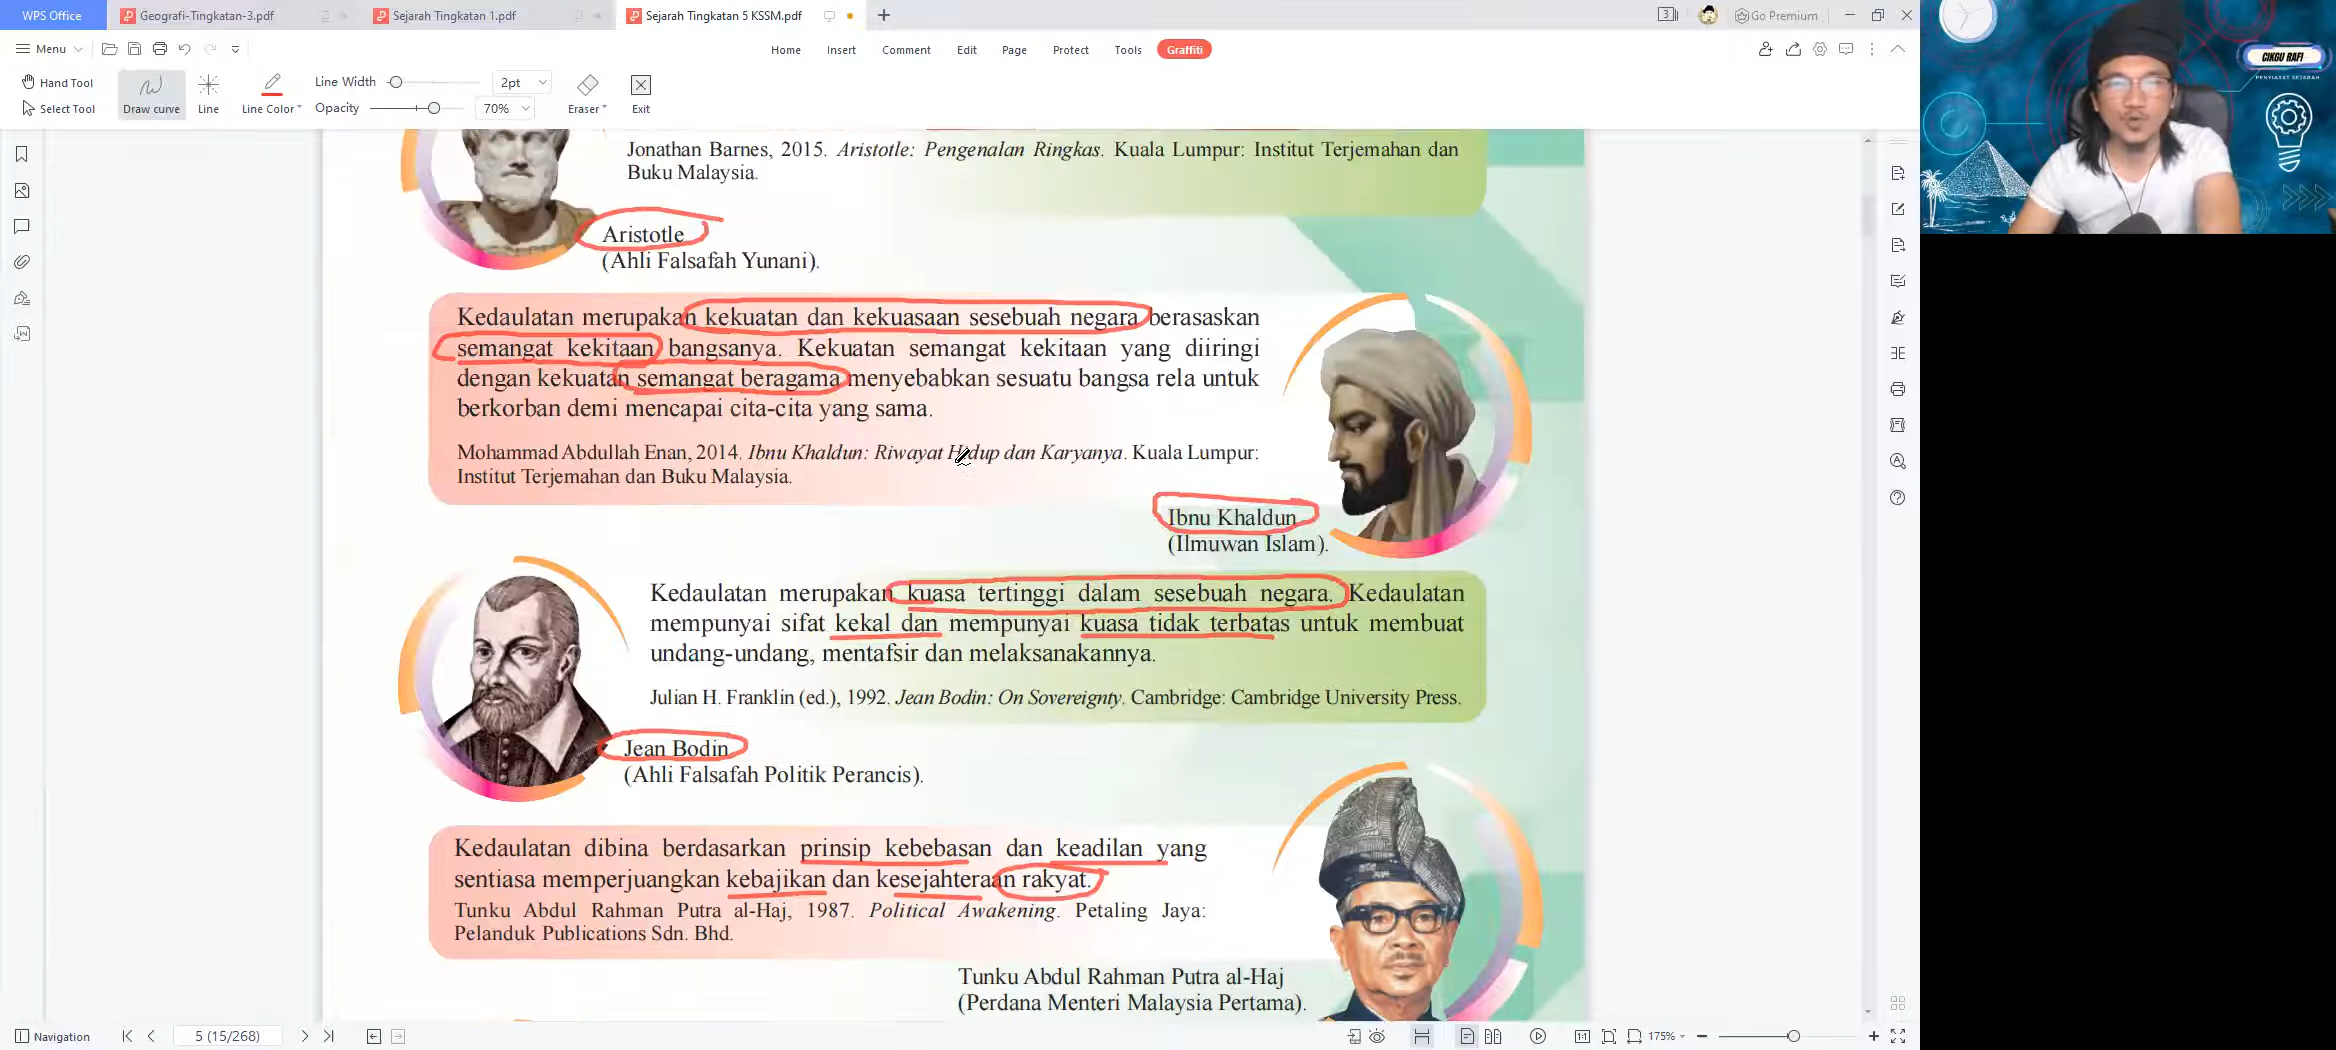 WPS Office
Geografi-Tingkatan-3.pdf
Sejarah Tingkatan 1.pdf
Sejarah Tingkatan 5 KSSM.pdf
3
Go Premium
Menu
Home
Insert
Comment
Edit
Page
Protect
Tools
Graffiti
Hand Tool
Select Tool
Draw curve
Line
Line Color
Line Width
2pt
Opacity
70%
Eraser
Exit
CIKGU RAFI
PENYIASAT SEJARAH
Jonathan Barnes, 2015. Aristotle: Pengenalan Ringkas. Kuala Lumpur: Institut Terjemahan dan
Buku Malaysia.
Aristotle
(Ahli Falsafah Yunani).
Kedaulatan merupakan kekuatan dan kekuasaan sesebuah negara berasaskan
semangat kekitaan bangsanya. Kekuatan semangat kekitaan yang diiringi
dengan kekuatan semangat beragama menyebabkan sesuatu bangsa rela untuk
berkorban demi mencapai cita-cita yang sama.
Mohammad Abdullah Enan, 2014. Ibnu Khaldun: Riwayat Hidup dan Karyanya. Kuala Lumpur:
Institut Terjemahan dan Buku Malaysia.
Ibnu Khaldun
(Ilmuwan Islam).
Kedaulatan merupakan kuasa tertinggi dalam sesebuah negara. Kedaulatan
mempunyai sifat kekal dan mempunyai kuasa tidak terbatas untuk membuat
undang-undang, mentafsir dan melaksanakannya.
Julian H. Franklin (ed.), 1992. Jean Bodin: On Sovereignty. Cambridge: Cambridge University Press.
Jean Bodin
(Ahli Falsafah Politik Perancis).
Kedaulatan dibina berdasarkan prinsip kebebasan dan keadilan yang
sentiasa memperjuangkan kebajikan dan kesejahteraan rakyat.
Tunku Abdul Rahman Putra al-Haj, 1987. Political Awakening. Petaling Jaya:
Pelanduk Publications Sdn. Bhd.
Tunku Abdul Rahman Putra al-Haj
(Perdana Menteri Malaysia Pertama).
Navigation
5 (15/268)
1:1
175%